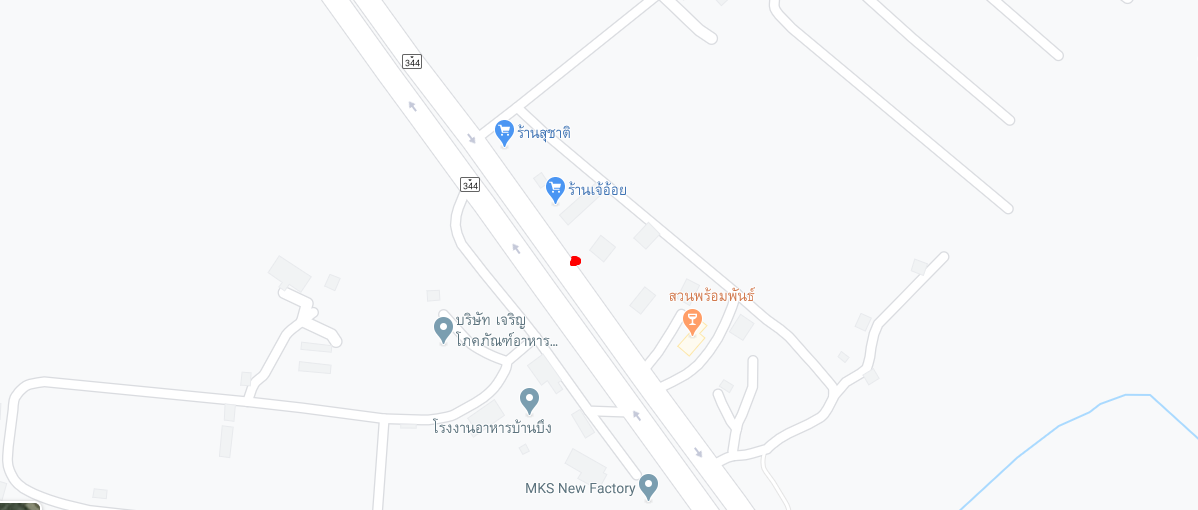 344
ร้านสุชาติ
344
ร้านเจ้อ้อย
สวนพร้อมพันธ์
บริษัท เจริญ
โภคภัณฑ์อาหาร...
โรงงานอาหารบ้านบึง
MKS New Factory